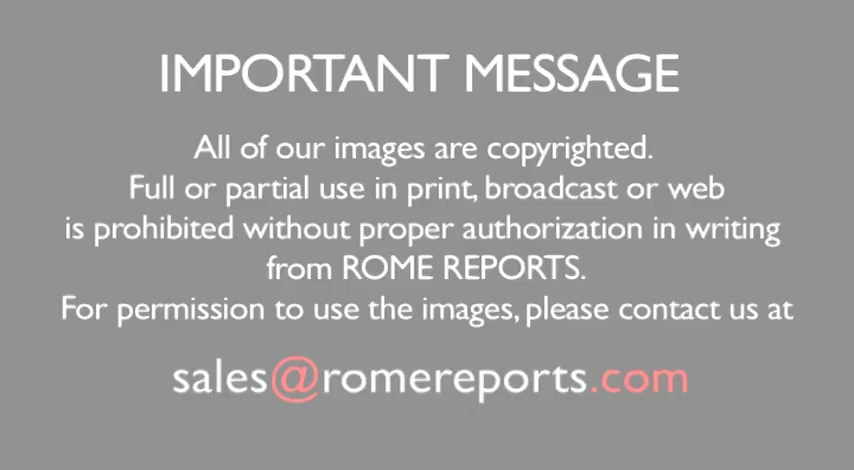 IMPORTANT MESSAGE
All of our images are copyrighted.
Full or partial use in print, broadcast or web
is prohibited without proper authorization in writing
from ROME REPORTS.
For permission to use the images, please contact us at
sales@romereports.com